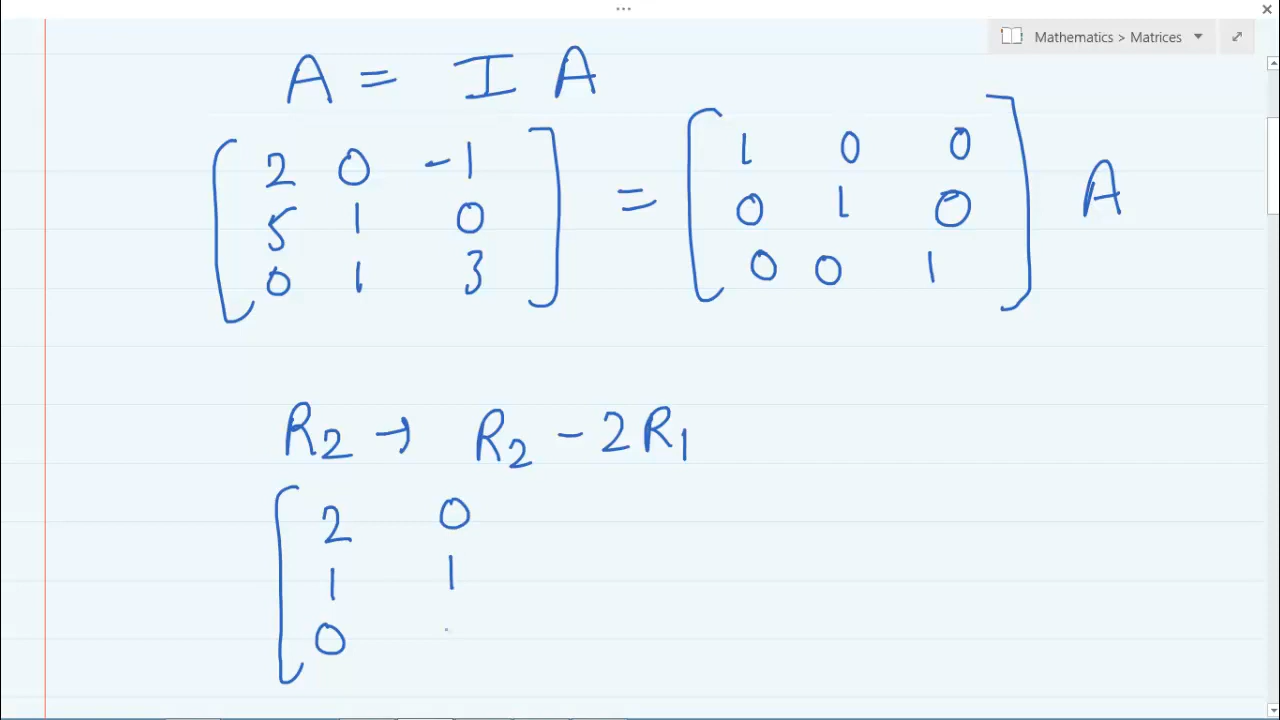 Mathematics > Matrices
A = I A
[ 2 0 -1 ] = [ 1 0 0 ] A
[ 5 1 0 ] [ 0 1 0 ]
[ 0 1 3 ] [ 0 0 1 ]
R2 → R2 - 2R1
[ 2 0
1 1
0